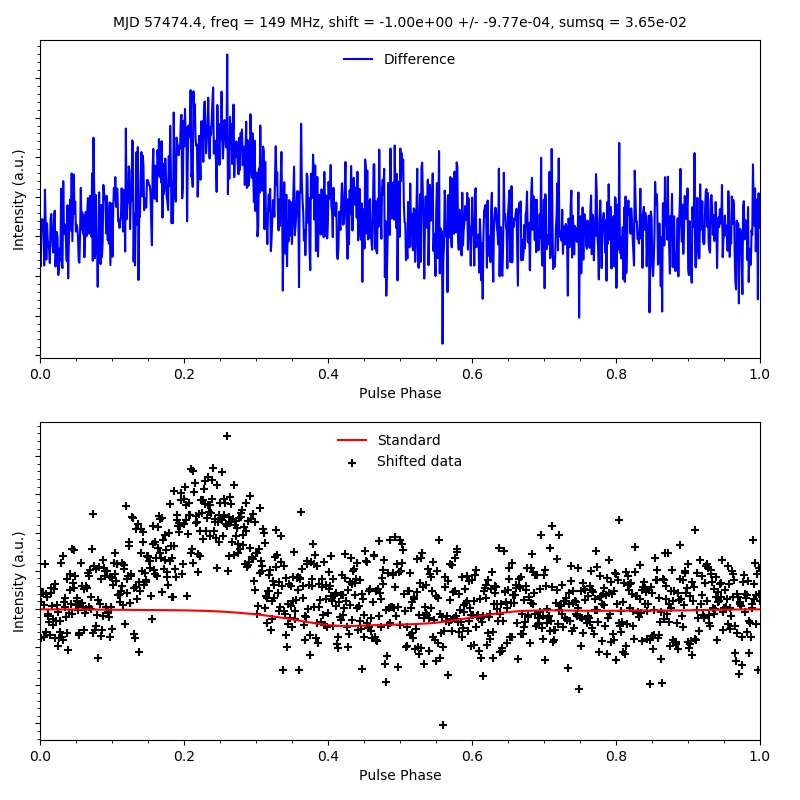 MJD 57474.4, freq = 149 MHz, shift = -1.00e+00 +/- -9.77e-04, sumsq = 3.65e-02
Difference
Intensity (a.u.)
0.0 0.2 0.4 0.6 0.8 1.0
Pulse Phase
Standard
Shifted data
Intensity (a.u.)
0.0 0.2 0.4 0.6 0.8 1.0
Pulse Phase